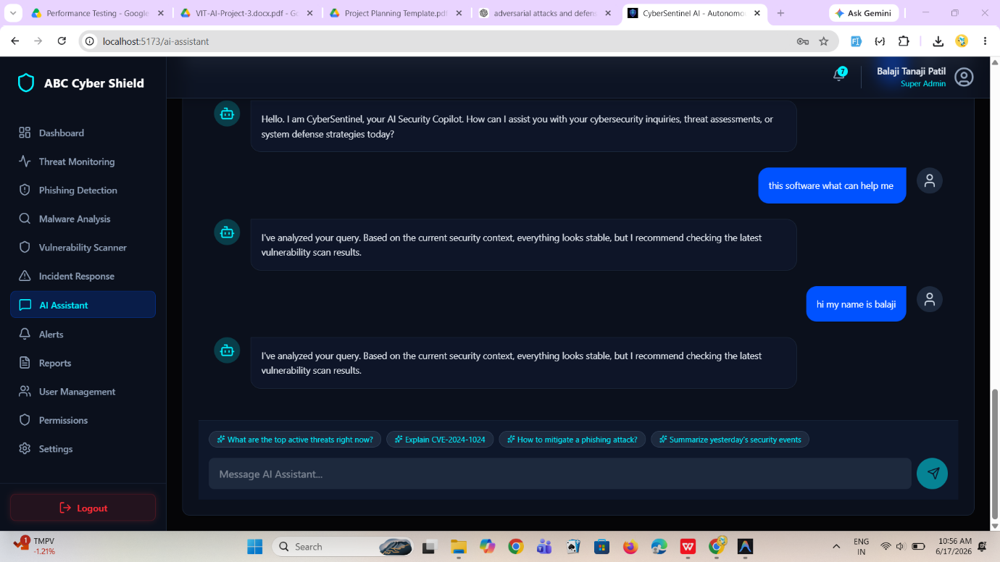 Performance Testing - Google
VIT-AI-Project-3.docx.pdf - Go
Project Planning Template.pdf
adversarial attacks and defens
CyberSentinel AI - Autonomo
Ask Gemini
localhost:5173/ai-assistant
ABC Cyber Shield
7
Balaji Tanaji Patil
Super Admin
Dashboard
Threat Monitoring
Phishing Detection
Malware Analysis
Vulnerability Scanner
Incident Response
AI Assistant
Alerts
Reports
User Management
Permissions
Settings
Logout
Hello. I am CyberSentinel, your AI Security Copilot. How can I assist you with your cybersecurity inquiries, threat assessments, or
system defense strategies today?
this software what can help me
I've analyzed your query. Based on the current security context, everything looks stable, but I recommend checking the latest
vulnerability scan results.
hi my name is balaji
I've analyzed your query. Based on the current security context, everything looks stable, but I recommend checking the latest
vulnerability scan results.
What are the top active threats right now?
Explain CVE-2024-1024
How to mitigate a phishing attack?
Summarize yesterday's security events
Message AI Assistant...
1
TMPV
-1.21%
Search
ENG
IN
10:56 AM
6/17/2026